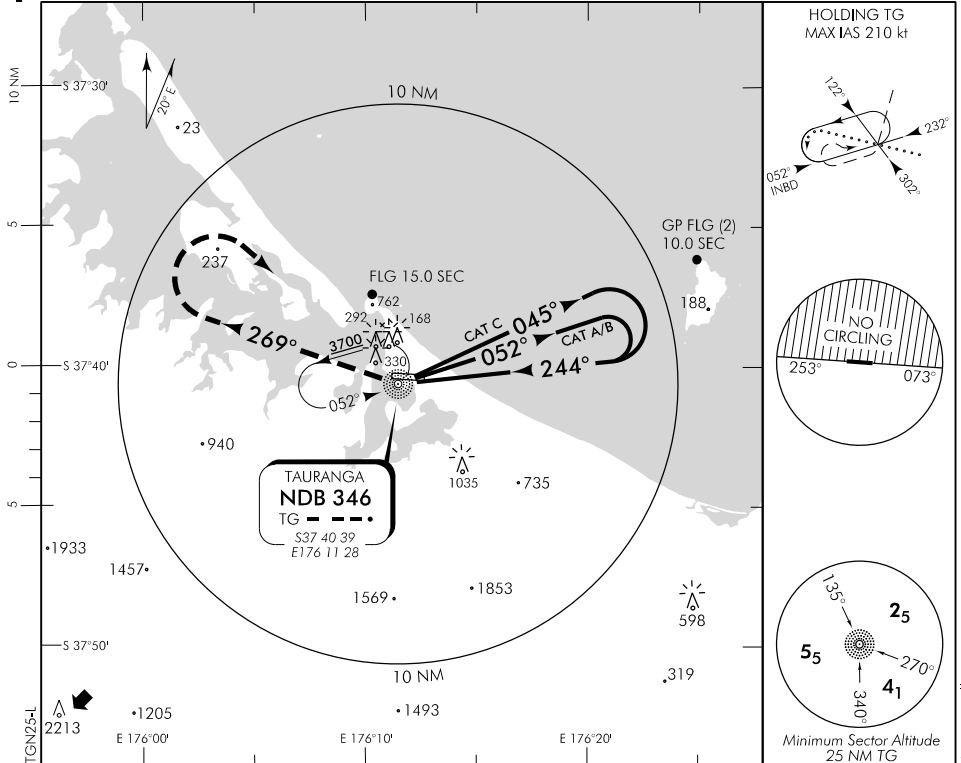 HOLDING TG
MAX IAS 210 kt
10 NM
S 37°30'
20° E
10 NM
23
122°
232°
052°
INBD
302°
5
GP FLG (2)
10.0 SEC
237
FLG 15.0 SEC
762
188
292
168
CAT C
045°
269°
3700
052°
CAT A/B
NO
CIRCLING
330
0
S 37°40'
244°
253°
073°
052°
940
1035
735
TAURANGA
NDB 346
TG
S37 40 39
E176 11 28
5
1933
1457
1569
1853
598
135°
25
55
270°
41
340°
S 37°50'
10 NM
319
2213
1205
1493
TGN25-L
E 176°00'
E 176°10'
E 176°20'
Minimum Sector Altitude
25 NM TG